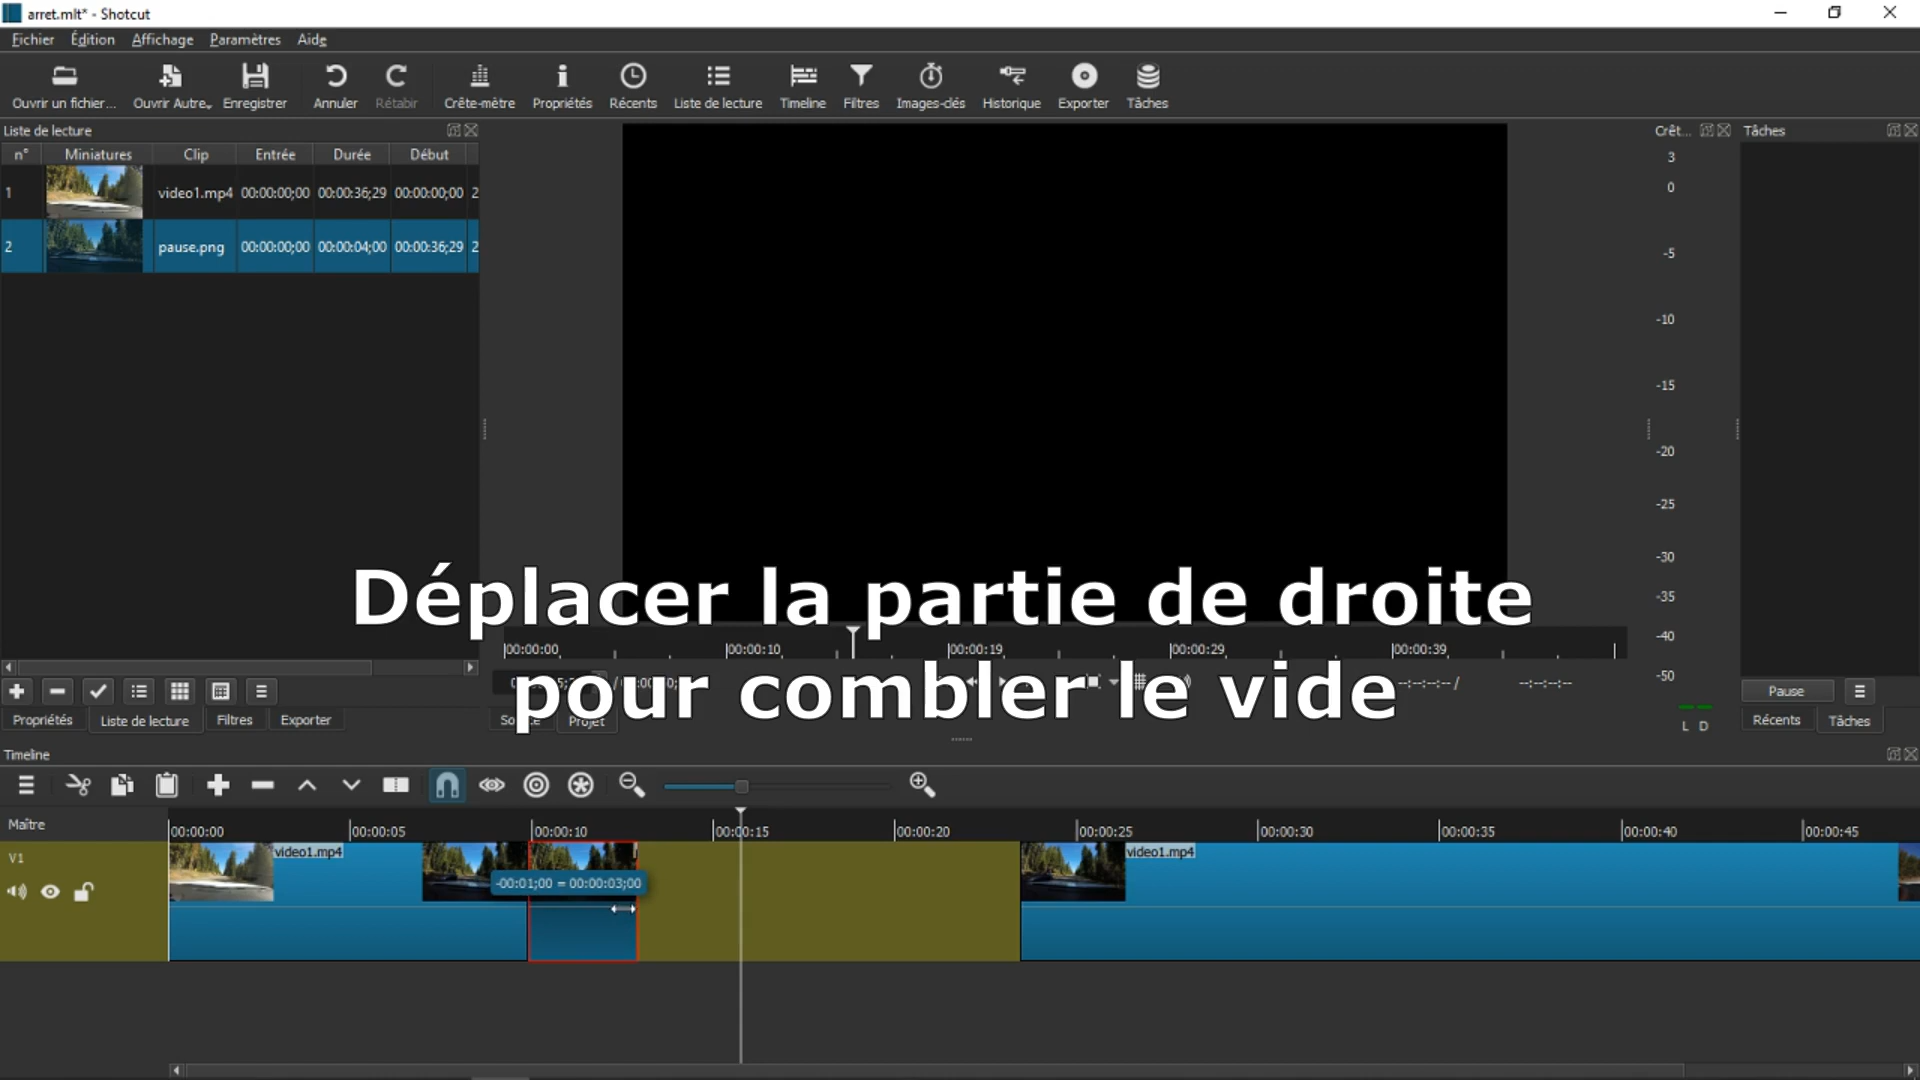 arret.mlt* - Shotcut
Fichier Édition Affichage Paramètres Aide
Ouvrir un fichier... Ouvrir Autre... Enregistrer Annuler Rétabir Crête-mètre Propriétés Récents Liste de lecture Timeline Filtres Images-clés Historique Exporter Tâches
Liste de lecture
n° Miniatures Clip Entrée Durée Début
1 video1.mp4 00:00:00;00 00:00:36;29 00:00:00;00 2
2 pause.png 00:00:00;00 00:00:04;00 00:00:36;29 2
Crêt... Tâches
3
0
-5
-10
-15
-20
-25
-30
-35
-40
-50
L D
Déplacer la partie de droite
00:00:00 00:00:10 00:00:19 00:00:29 00:00:39
pour combler le vide
--:--:--:-- / --:--:--:--
Pause
Propriétés Liste de lecture Filtres Exporter
Projet
Récents Tâches
Timeline
Maître 00:00:00 00:00:05 00:00:10 00:00:15 00:00:20 00:00:25 00:00:30 00:00:35 00:00:40 00:00:45
V1 video1.mp4 video1.mp4
-00:01;00 = 00:00:03;00